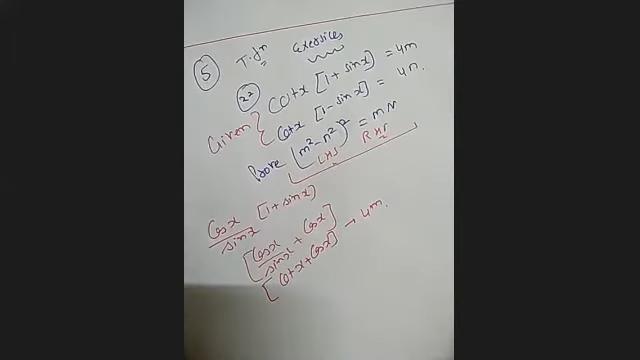 5 T.fn Exercises
22
Given { Cotx [1 + sinx] = 4m
Cotx [1 - sinx] = 4n.
Prove (m² - n²)² = mn
LHS RHS
Cosx/sinx [1 + sinx]
[Cosx/sinx + Cosx]
[Cotx + Cosx] → 4m.